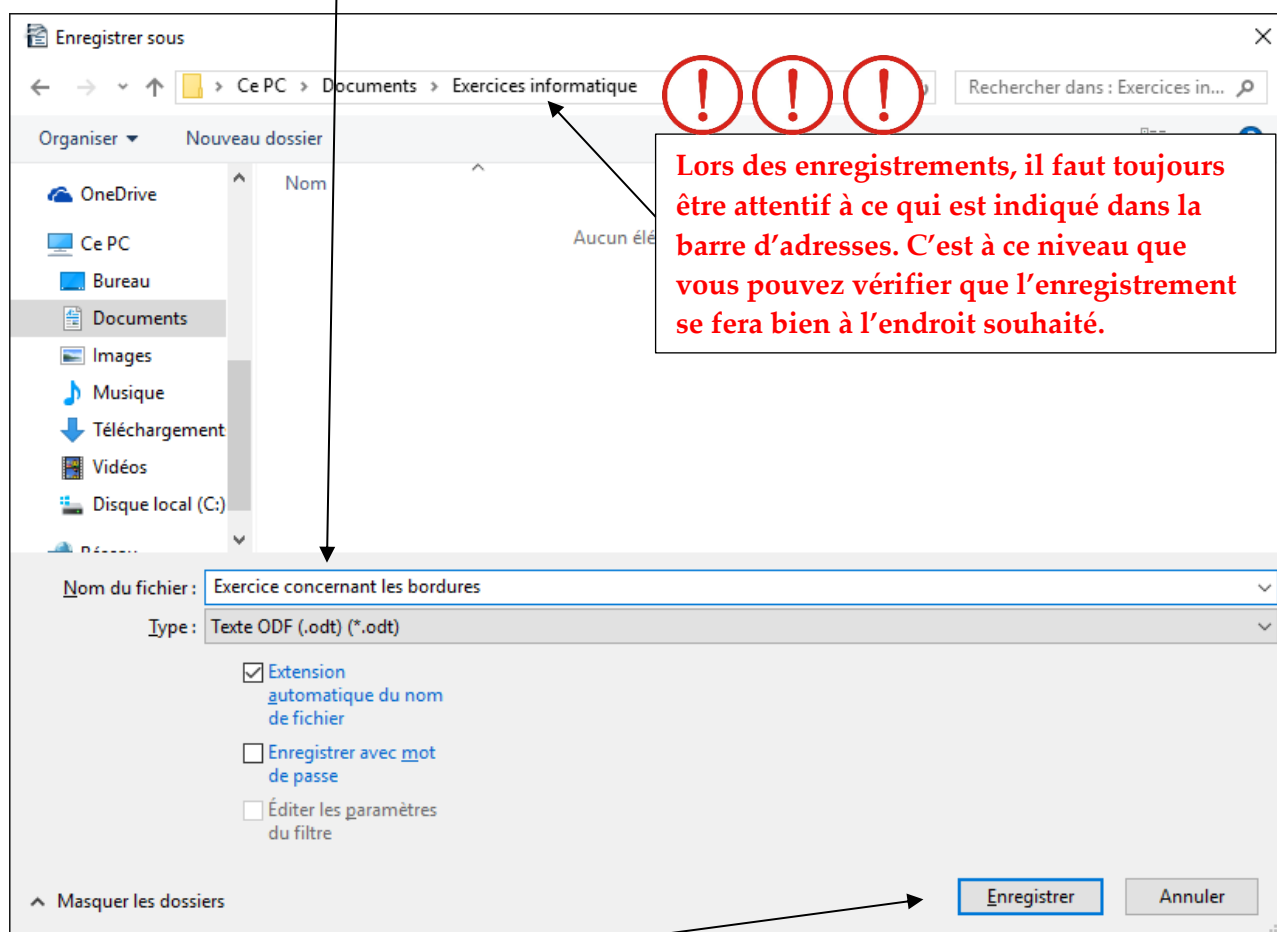 Enregistrer sous
Ce PC > Documents > Exercices informatique
Rechercher dans : Exercices in...
Organiser
Nouveau dossier
Lors des enregistrements, il faut toujours
être attentif à ce qui est indiqué dans la
barre d’adresses. C’est à ce niveau que
vous pouvez vérifier que l’enregistrement
se fera bien à l’endroit souhaité.
Nom
Aucun élé
OneDrive
Ce PC
Bureau
Documents
Images
Musique
Téléchargement
Vidéos
Disque local (C:)
Nom du fichier : Exercice concernant les bordures
Type : Texte ODF (.odt) (*.odt)
Extension
automatique du nom
de fichier
Enregistrer avec mot
de passe
Éditer les paramètres
du filtre
Masquer les dossiers
Enregistrer
Annuler